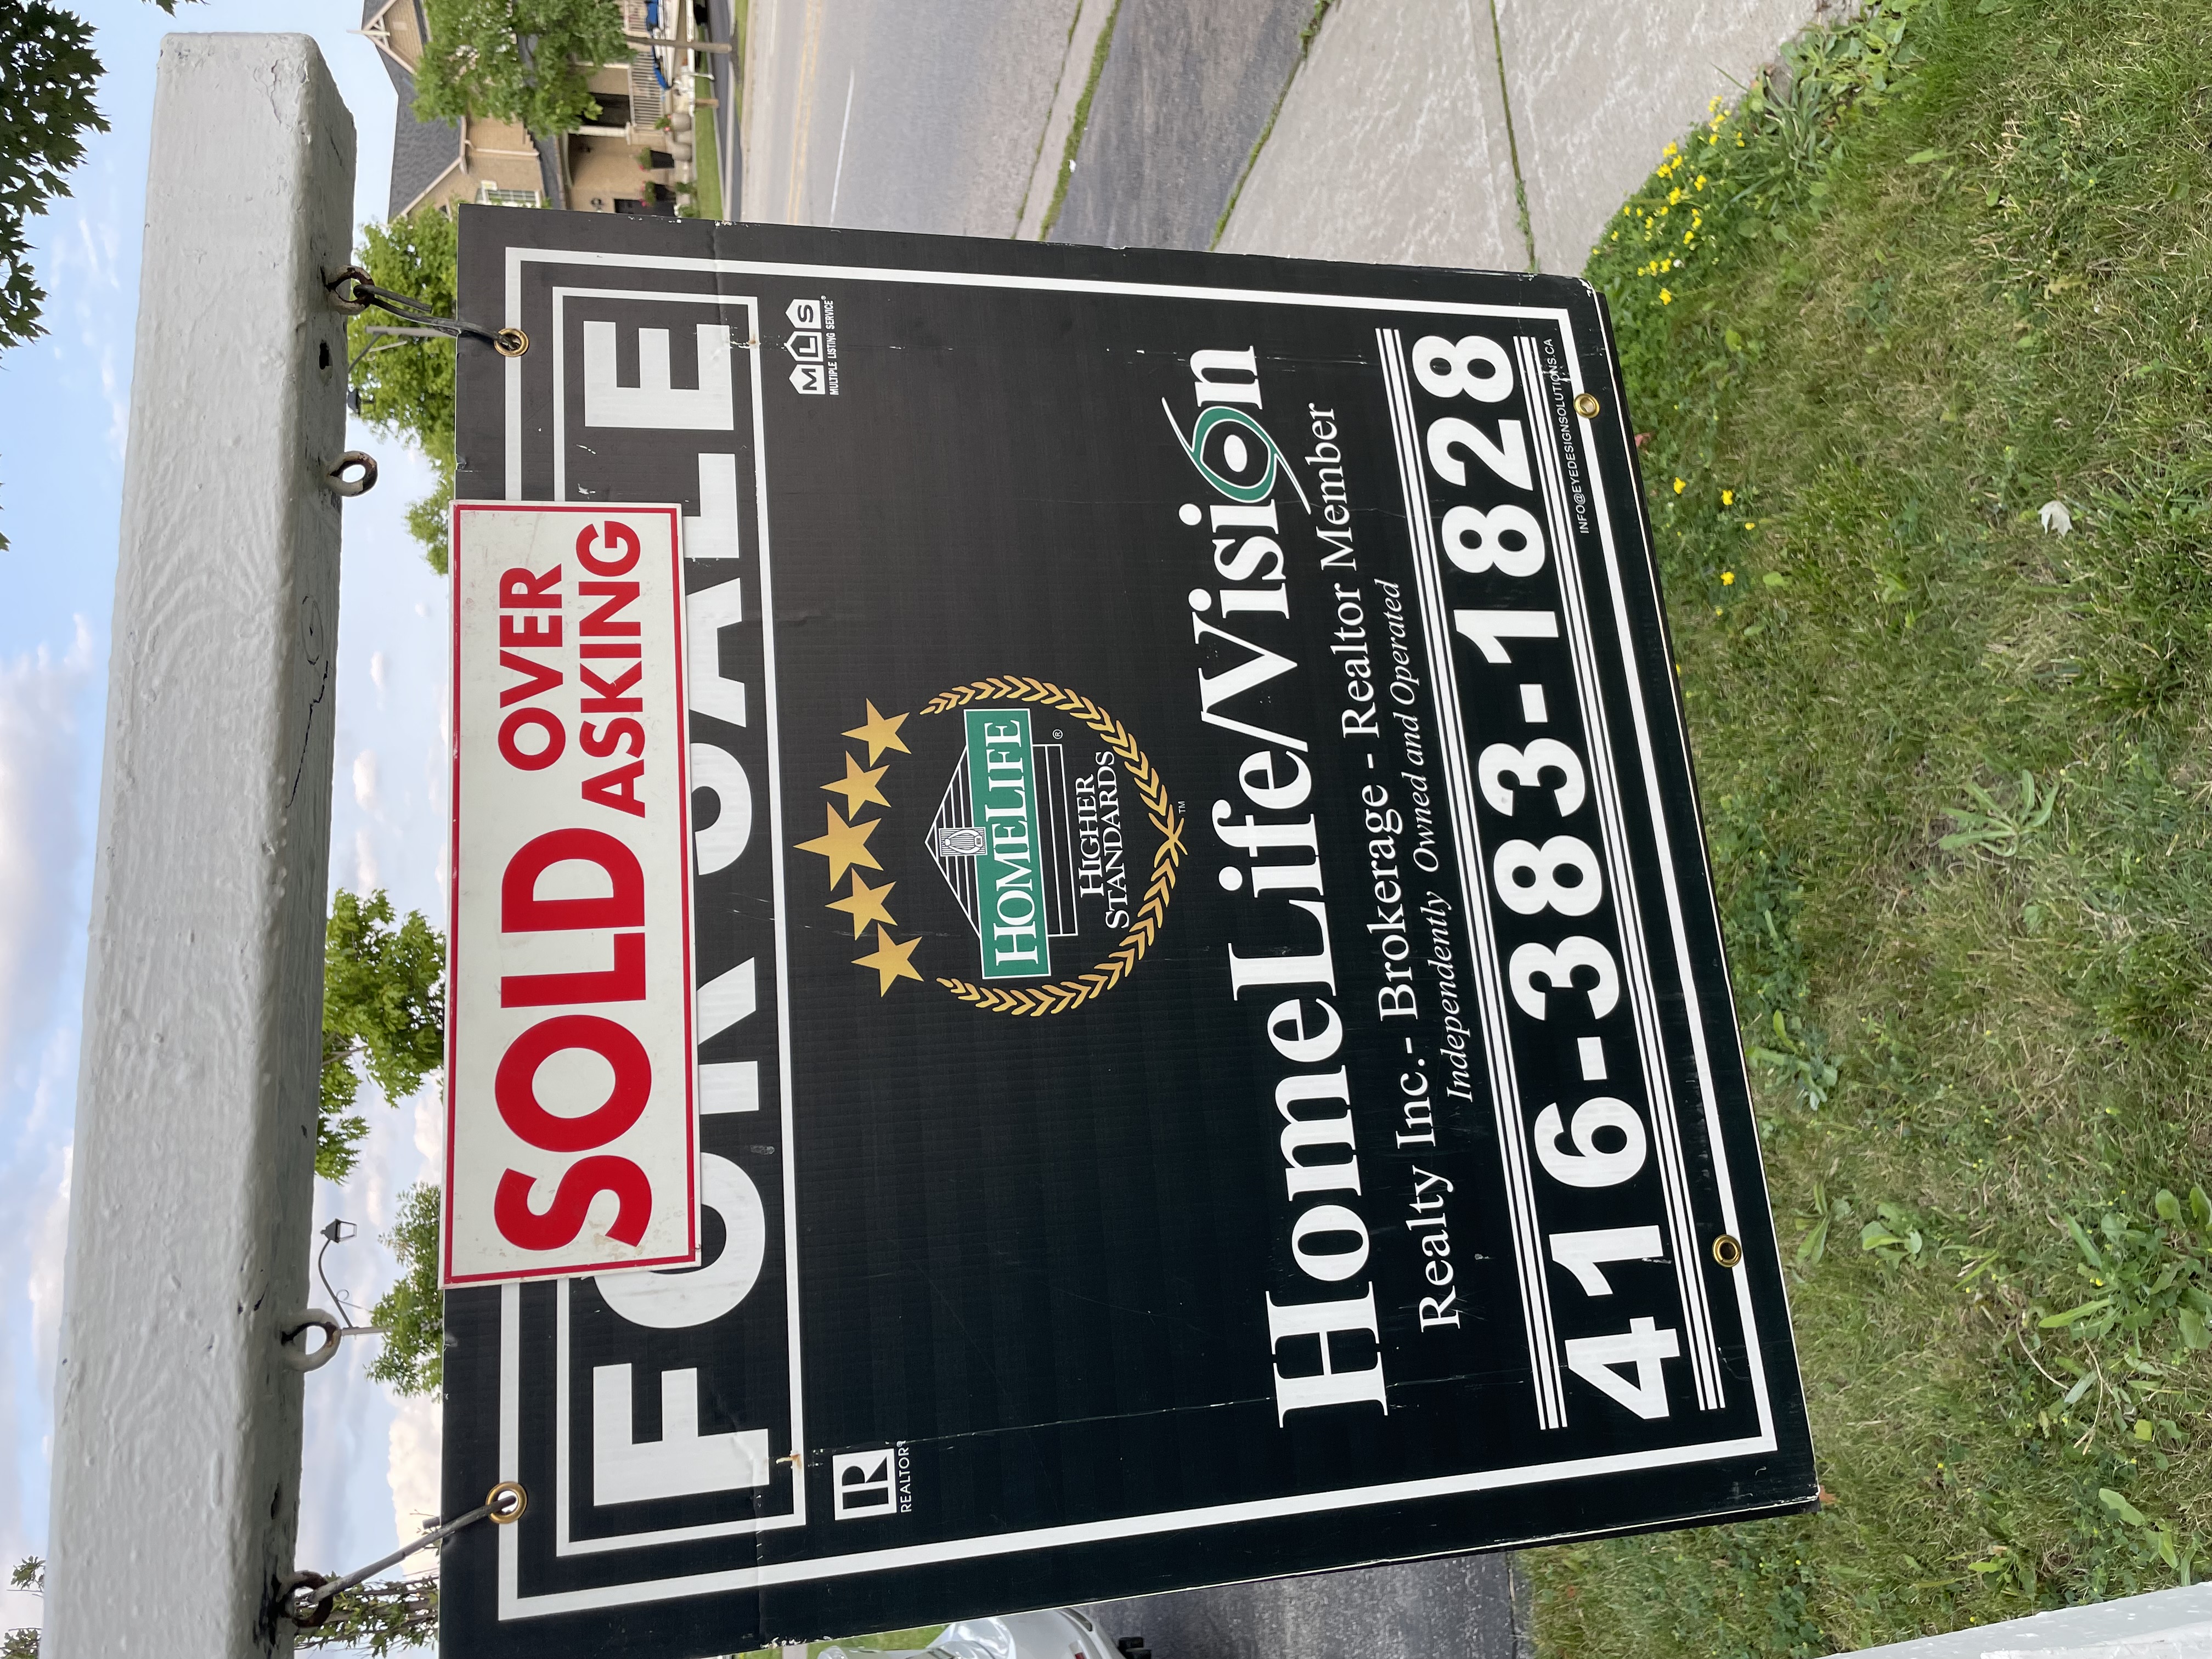 SOLD OVER ASKING
FOR SALE
REALTOR®
MLS
MULTIPLE LISTING SERVICE®
HOMELIFE®
HIGHER
STANDARDS
TM
HomeLife/Vision
Realty Inc.- Brokerage - Realtor Member
Independently Owned and Operated
416-383-1828
INFO@EYEDESIGNSOLUTIONS.CA